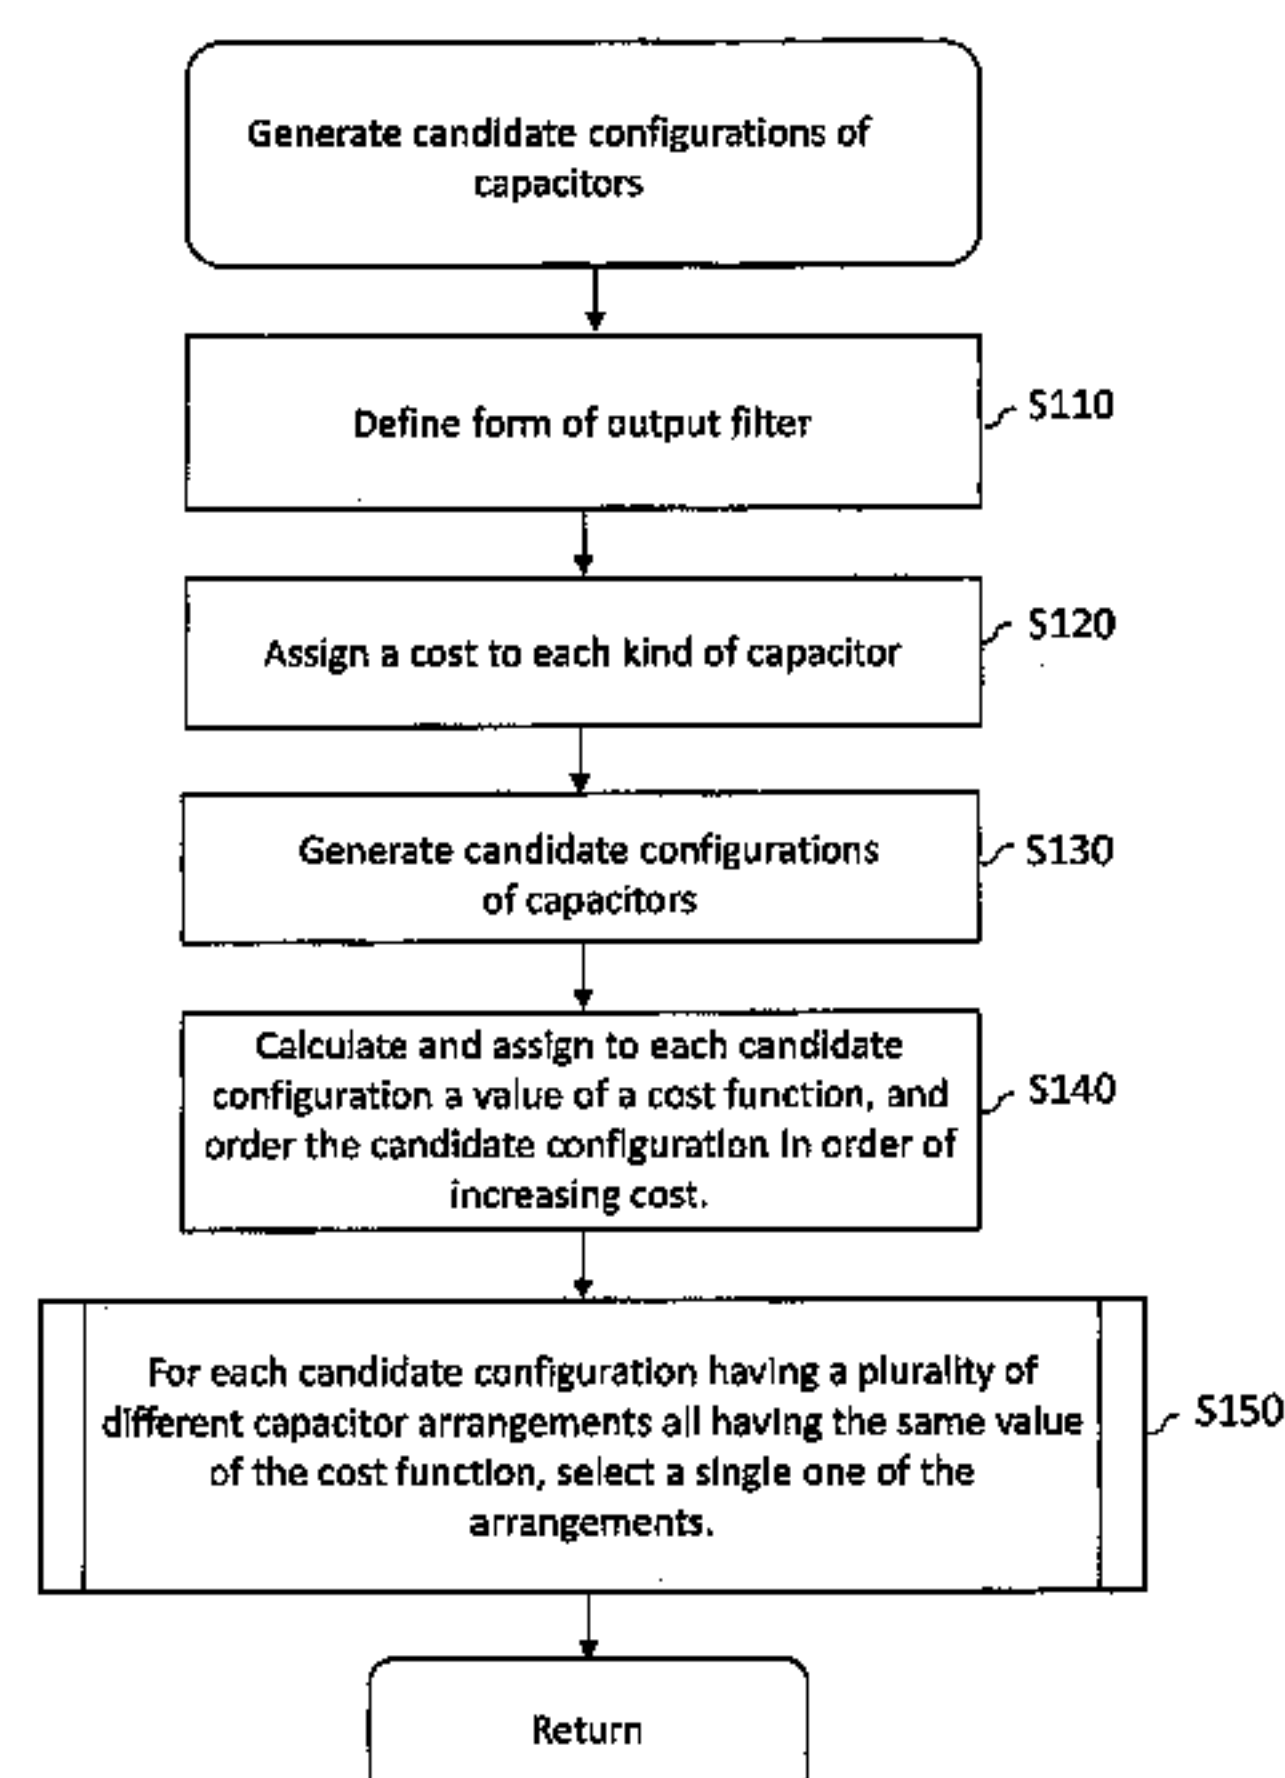 Generate candidate configurations of
capacitors
Define form of output filter
S110
Assign a cost to each kind of capacitor
S120
Generate candidate configurations
of capacitors
S130
Calculate and assign to each candidate
configuration a value of a cost function, and
order the candidate configuration in order of
increasing cost.
S140
For each candidate configuration having a plurality of
different capacitor arrangements all having the same value
of the cost function, select a single one of the
arrangements.
S150
Return